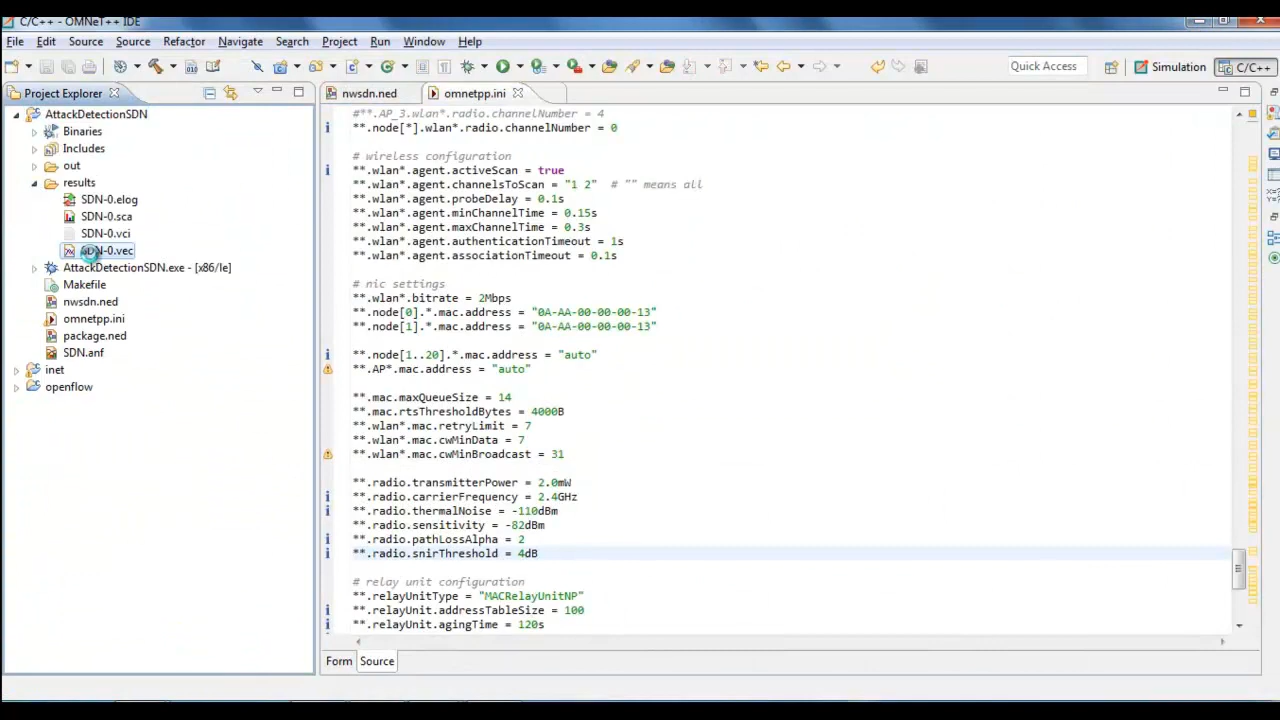 C/C++ - OMNeT++ IDE
File Edit Source Source Refactor Navigate Search Project Run Window Help
Quick Access
Simulation
C/C++
Project Explorer
nwsdn.ned
omnetpp.ini
AttackDetectionSDN
Binaries
Includes
out
results
SDN-0.elog
SDN-0.sca
SDN-0.vci
SDN-0.vec
AttackDetectionSDN.exe - [x86/le]
Makefile
nwsdn.ned
omnetpp.ini
package.ned
SDN.anf
inet
openflow
#**.AP_3.wlan*.radio.channelNumber = 4
**.node[*].wlan*.radio.channelNumber = 0
# wireless configuration
**.wlan*.agent.activeScan = true
**.wlan*.agent.channelsToScan = "1 2"  # "" means all
**.wlan*.agent.probeDelay = 0.1s
**.wlan*.agent.minChannelTime = 0.15s
**.wlan*.agent.maxChannelTime = 0.3s
**.wlan*.agent.authenticationTimeout = 1s
**.wlan*.agent.associationTimeout = 0.1s
# nic settings
**.wlan*.bitrate = 2Mbps
**.node[0].*.mac.address = "0A-AA-00-00-00-13"
**.node[1].*.mac.address = "0A-AA-00-00-00-13"
**.node[1..20].*.mac.address = "auto"
**.AP*.mac.address = "auto"
**.mac.maxQueueSize = 14
**.mac.rtsThresholdBytes = 4000B
**.wlan*.mac.retryLimit = 7
**.wlan*.mac.cwMinData = 7
**.wlan*.mac.cwMinBroadcast = 31
**.radio.transmitterPower = 2.0mW
**.radio.carrierFrequency = 2.4GHz
**.radio.thermalNoise = -110dBm
**.radio.sensitivity = -82dBm
**.radio.pathLossAlpha = 2
**.radio.snirThreshold = 4dB
# relay unit configuration
**.relayUnitType = "MACRelayUnitNP"
**.relayUnit.addressTableSize = 100
**.relayUnit.agingTime = 120s
Form Source